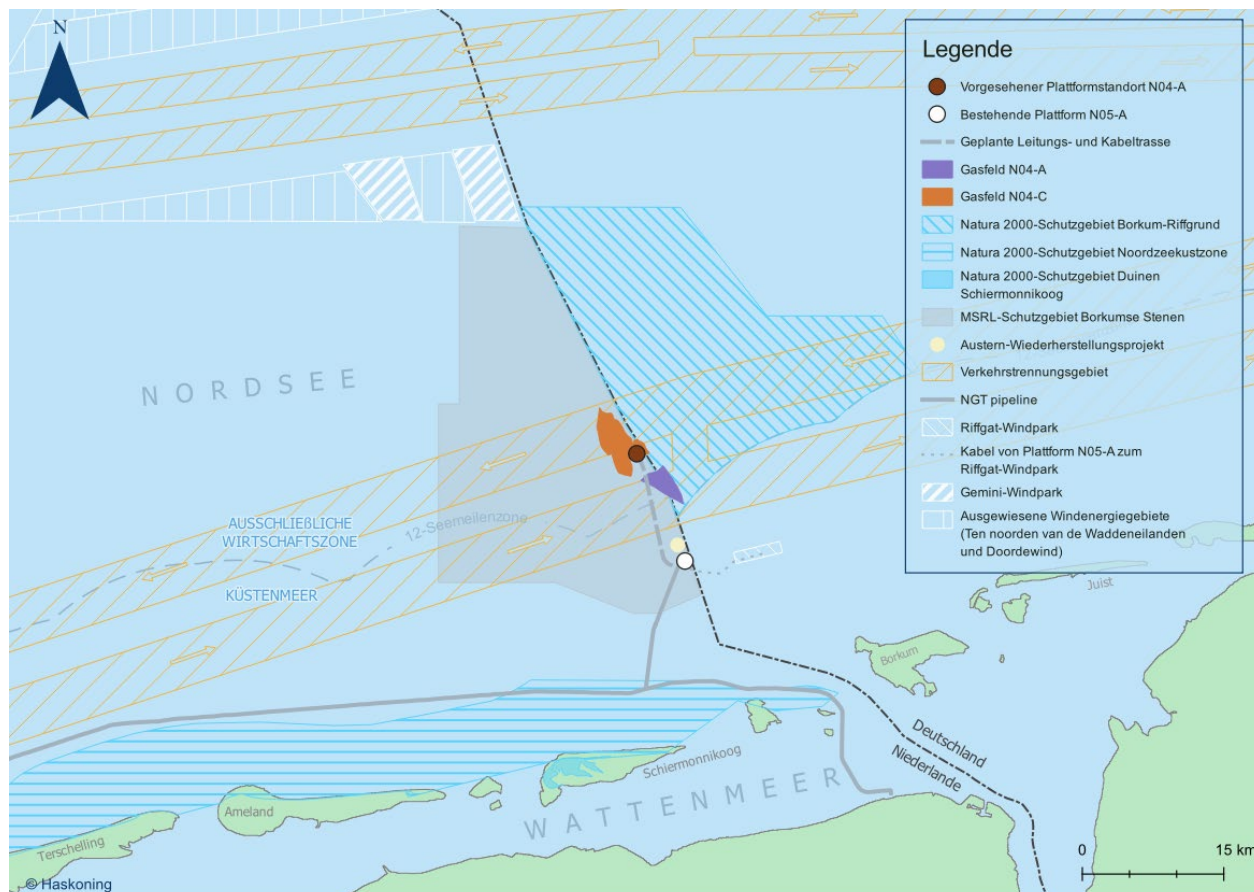 N
Legende
Vorgesehener Plattformstandort N04-A
Bestehende Plattform N05-A
Geplante Leitungs- und Kabeltrasse
Gasfeld N04-A
Gasfeld N04-C
Natura 2000-Schutzgebiet Borkum-Riffgrund
Natura 2000-Schutzgebiet Noordzeekustzone
Natura 2000-Schutzgebiet Duinen
Schiermonnikoog
MSRL-Schutzgebiet Borkumse Stenen
Austern-Wiederherstellungsprojekt
Verkehrstrennungsgebiet
NGT pipeline
Riffgat-Windpark
Kabel von Plattform N05-A zum
Riffgat-Windpark
Gemini-Windpark
Ausgewiesene Windenergiegebiete
(Ten noorden van de Waddeneilanden
und Doordewind)
NORDSEE
AUSSCHLIEßLICHE
WIRTSCHAFTSZONE
12-Seemeilenzone
KÜSTENMEER
Juist
Borkum
Deutschland
Niederlande
Schiermonnikoog
WATTENMEER
Ameland
Terschelling
0 15 km
© Haskoning